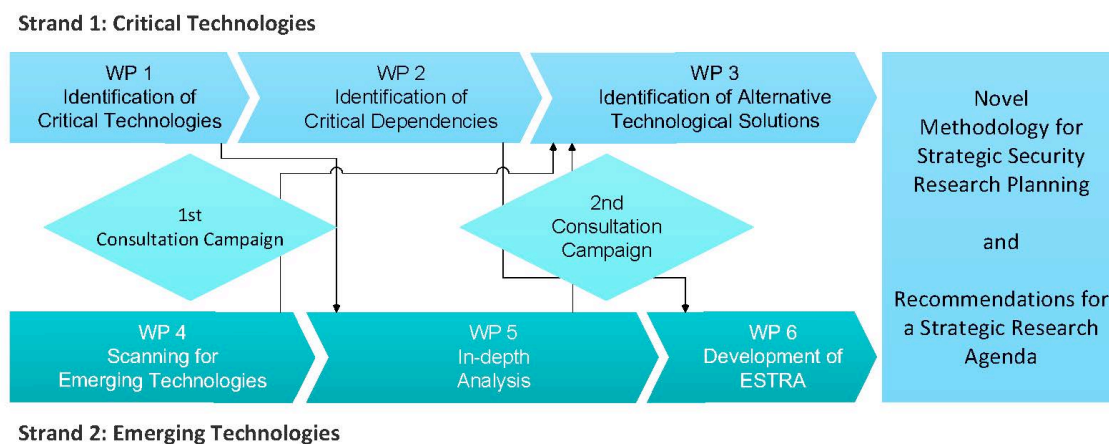 Strand 1: Critical Technologies
WP 1
Identification of
Critical Technologies
WP 2
Identification of
Critical Dependencies
WP 3
Identification of Alternative
Technological Solutions
1st
Consultation Campaign
2nd
Consultation
Campaign
WP 4
Scanning for
Emerging Technologies
WP 5
In-depth
Analysis
WP 6
Development of
ESTRA
Strand 2: Emerging Technologies
Novel
Methodology for
Strategic Security
Research Planning
and
Recommendations for
a Strategic Research
Agenda